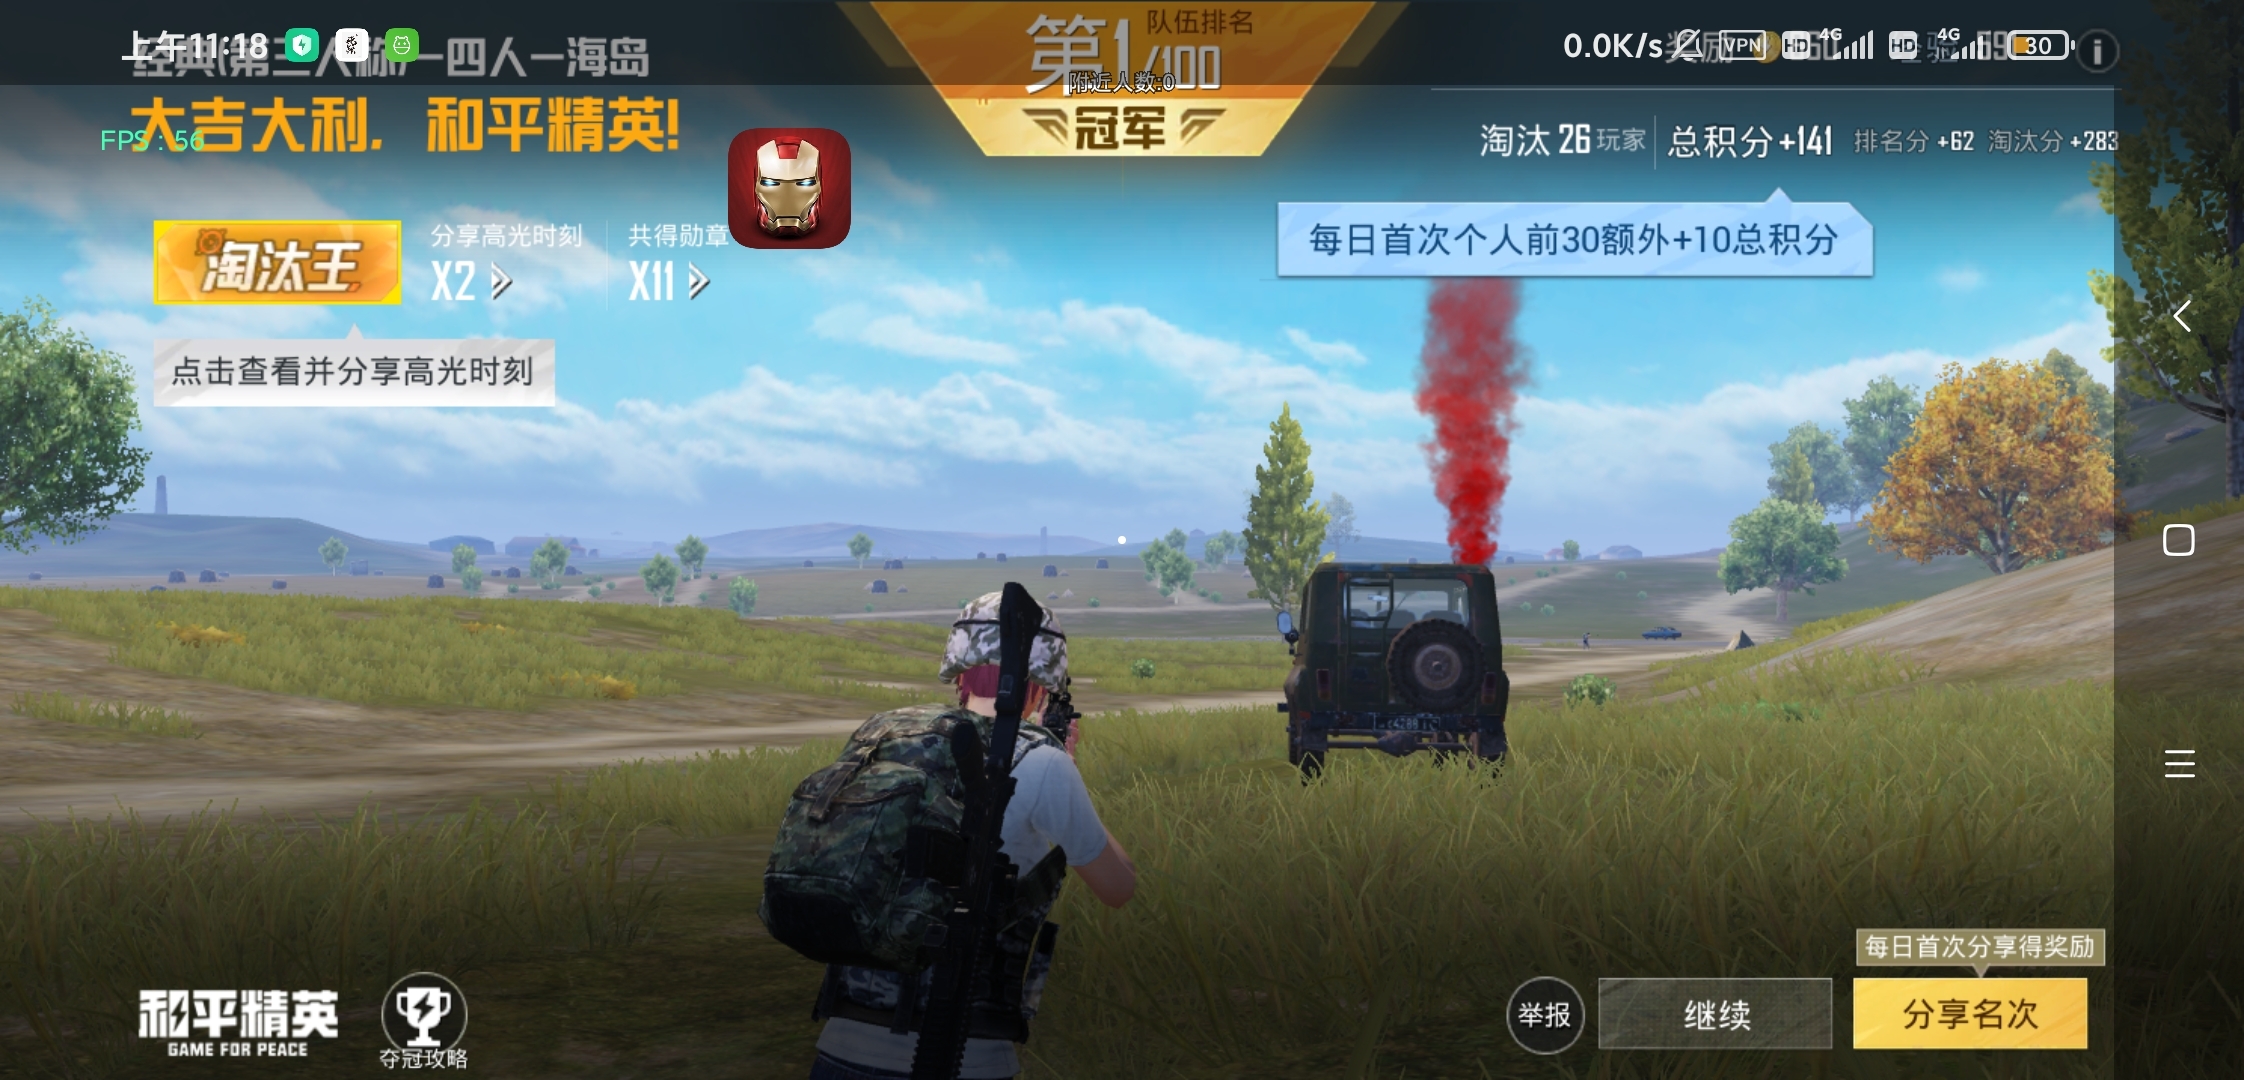 上午11:18
0.0K/s VPN HD 4G HD 4G 30
经典(第三人称)—四人—海岛
队伍排名
第1/100
附近人数:0
冠军
大吉大利，和平精英!
FPS : 56
淘汰 26 玩家 总积分+141 排名分 +62 淘汰分 +283
每日首次个人前30额外+10总积分
淘汰王
分享高光时刻
X2
共得勋章
X11
点击查看并分享高光时刻
和平精英
GAME FOR PEACE
夺冠攻略
举报
继续
每日首次分享得奖励
分享名次